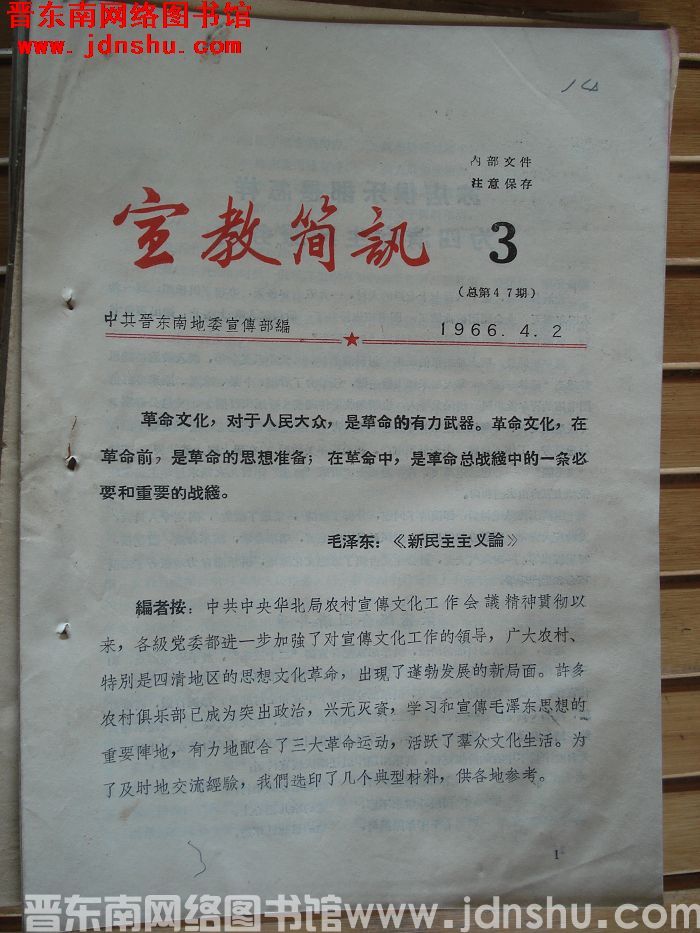 晋东南网络图书馆
www.jdnshu.com
14
内部文件
注意保存
宣教简訊
3
（总第47期）
中共晋东南地委宣傳部編
1966.4.2
革命文化，对于人民大众，是革命的有力武器。革命文化，在
革命前，是革命的思想准备；在革命中，是革命总战綫中的一条必
要和重要的战綫。
毛泽东：《新民主主义論》
編者按：中共中央华北局农村宣傳文化工作会議精神貫彻以
来，各級党委都进一步加強了对宣傳文化工作的领导，广大农村、
特別是四清地区的思想文化革命，出現了蓬勃发展的新局面。許多
农村俱乐部已成为突出政治，兴无灭資，学习和宣傳毛澤东思想的
重要陣地，有力地配合了三大革命运动，活跃了羣众文化生活。为
了及时地交流經驗，我們选印了几个典型材料，供各地参考。
1
晋东南网络图书馆 www.jdnshu.com